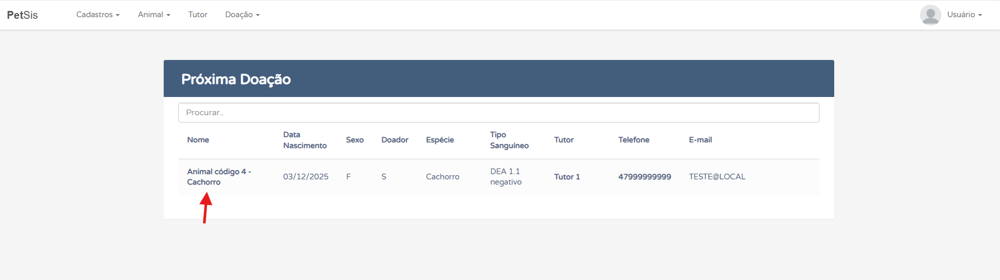 PetSis Cadastros Animal Tutor Doação Usuário
Próxima Doação
Procurar..
Nome Data Nascimento Sexo Doador Espécie Tipo Sanguíneo Tutor Telefone E-mail
Animal código 4 - Cachorro 03/12/2025 F S Cachorro DEA 1.1 negativo Tutor 1 47999999999 TESTE@LOCAL